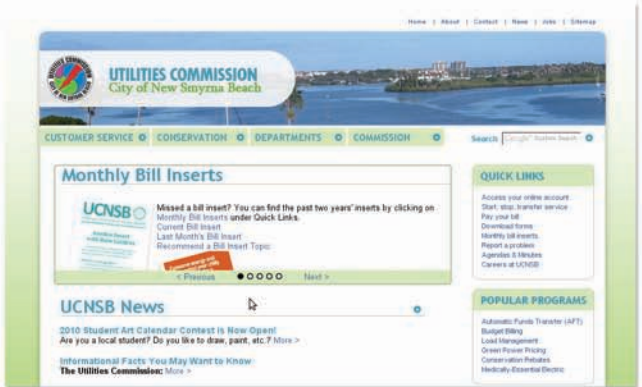 Home | About | Contact | News | Jobs | Sitemap
UTILITIES COMMISSION
City of New Smyrna Beach
CUSTOMER SERVICE CONSERVATION DEPARTMENTS COMMISSION
Search Google
Monthly Bill Inserts
UCNSB
Missed a bill insert? You can find the past two years' inserts by clicking on
Monthly Bill Inserts under Quick Links.
Current Bill Insert
Last Month's Bill Insert
Recommend a Bill Insert Topic
< Previous Next >
QUICK LINKS
Access your online account
Start, stop, transfer service
Pay your bill
Download forms
Monthly bill inserts
Report a problem
Agendas & Minutes
Careers at UCNSB
UCNSB News
2010 Student Art Calendar Contest is Now Open!
Are you a local student? Do you like to draw, paint, etc.? More >
International Facts You May Want to Know
The Utilities Commission: More >
POPULAR PROGRAMS
Automatic Funds Transfer (AFT)
Budget Billing
Load Management
Green Power Pricing
Conservation Rebates
Medically-Essential Electric